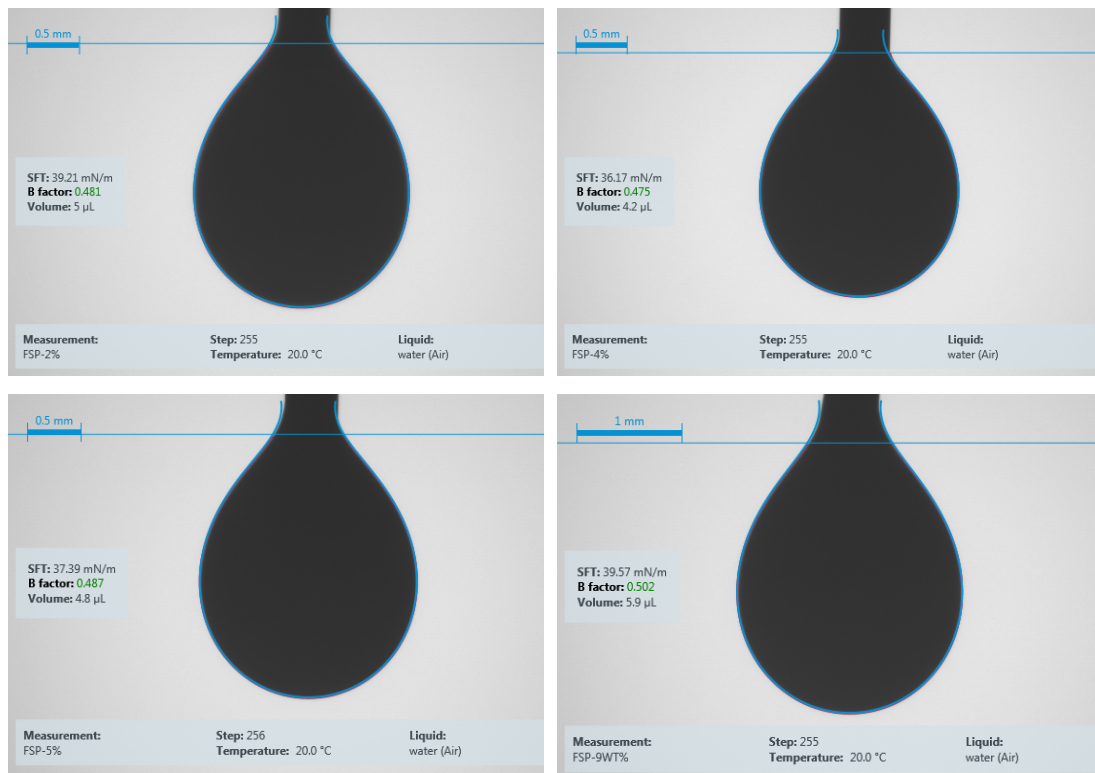 0.5 mm
SFT: 39.21 mN/m
B factor: 0.481
Volume: 5 µL
Measurement:
FSP-2%
Step: 255
Temperature: 20.0 °C
Liquid:
water (Air)
0.5 mm
SFT: 36.17 mN/m
B factor: 0.475
Volume: 4.2 µL
Measurement:
FSP-4%
Step: 255
Temperature: 20.0 °C
Liquid:
water (Air)
0.5 mm
SFT: 37.39 mN/m
B factor: 0.487
Volume: 4.8 µL
Measurement:
FSP-5%
Step: 256
Temperature: 20.0 °C
Liquid:
water (Air)
1 mm
SFT: 39.57 mN/m
B factor: 0.502
Volume: 5.9 µL
Measurement:
FSP-9WT%
Step: 255
Temperature: 20.0 °C
Liquid:
water (Air)